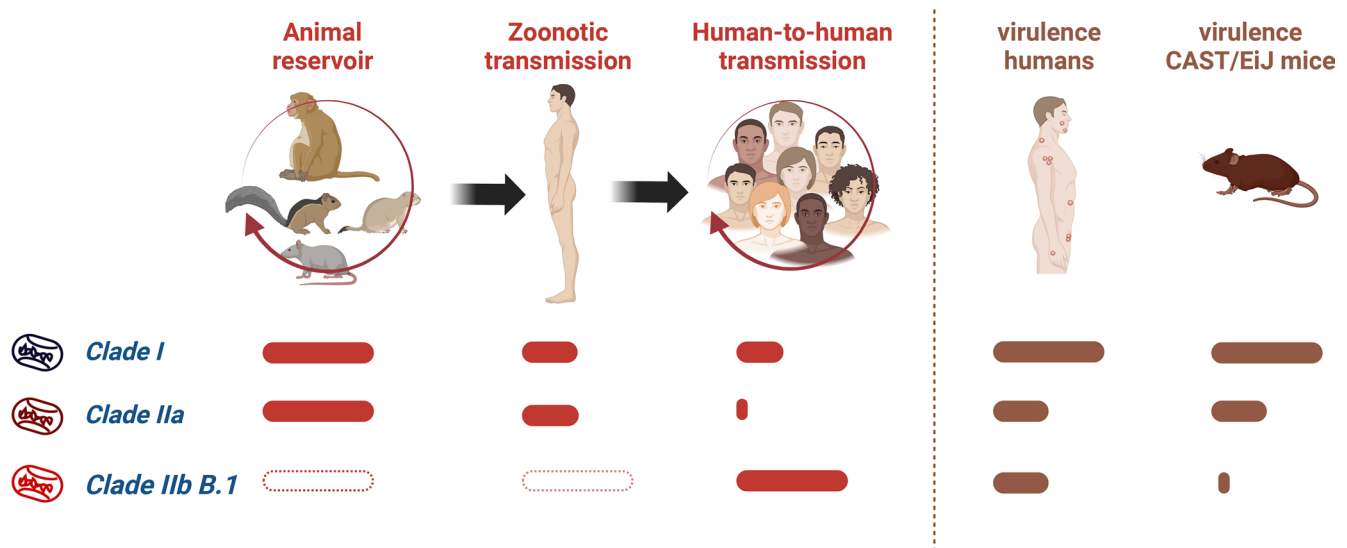 Animal
reservoir
Zoonotic
transmission
Human-to-human
transmission
virulence
humans
virulence
CAST/EiJ mice
Clade I
Clade IIa
Clade IIb B.1